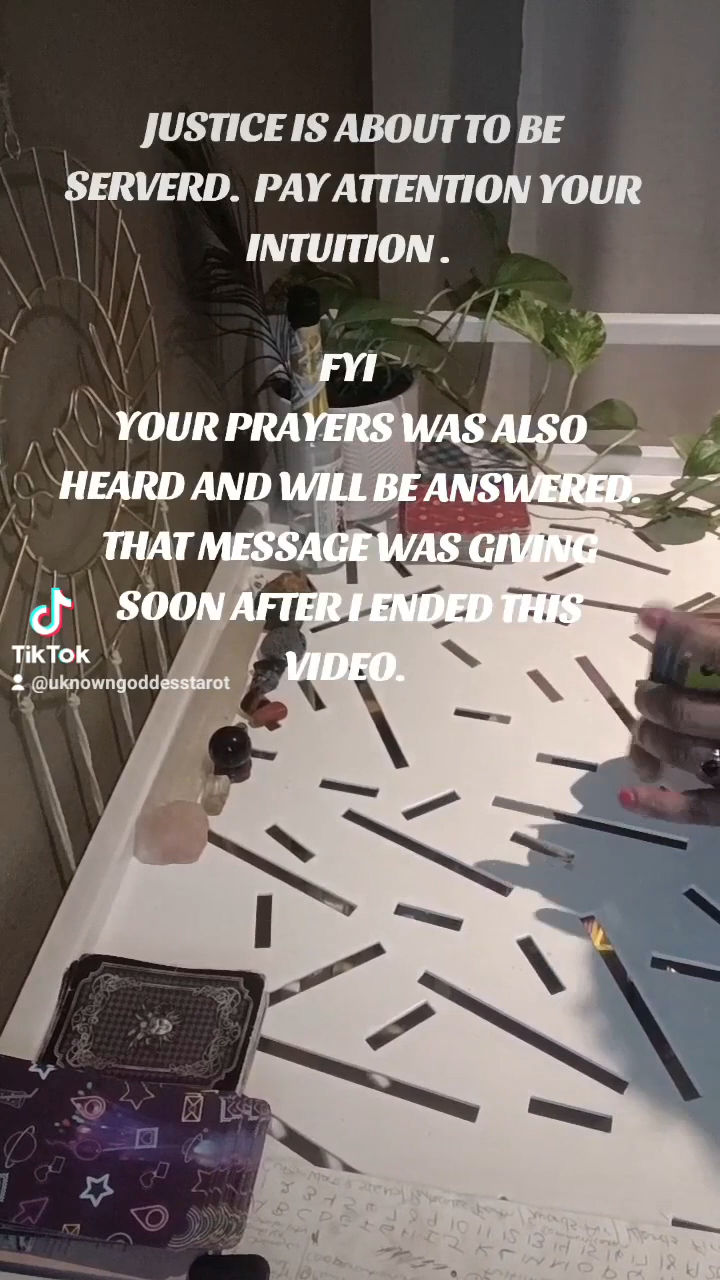 JUSTICE IS ABOUT TO BE
SERVERD. PAY ATTENTION YOUR
INTUITION .
FYI
YOUR PRAYERS WAS ALSO
HEARD AND WILL BE ANSWERED.
THAT MESSAGE WAS GIVING
SOON AFTER I ENDED THIS
VIDEO.
TikTok
@uknowngoddesstarot